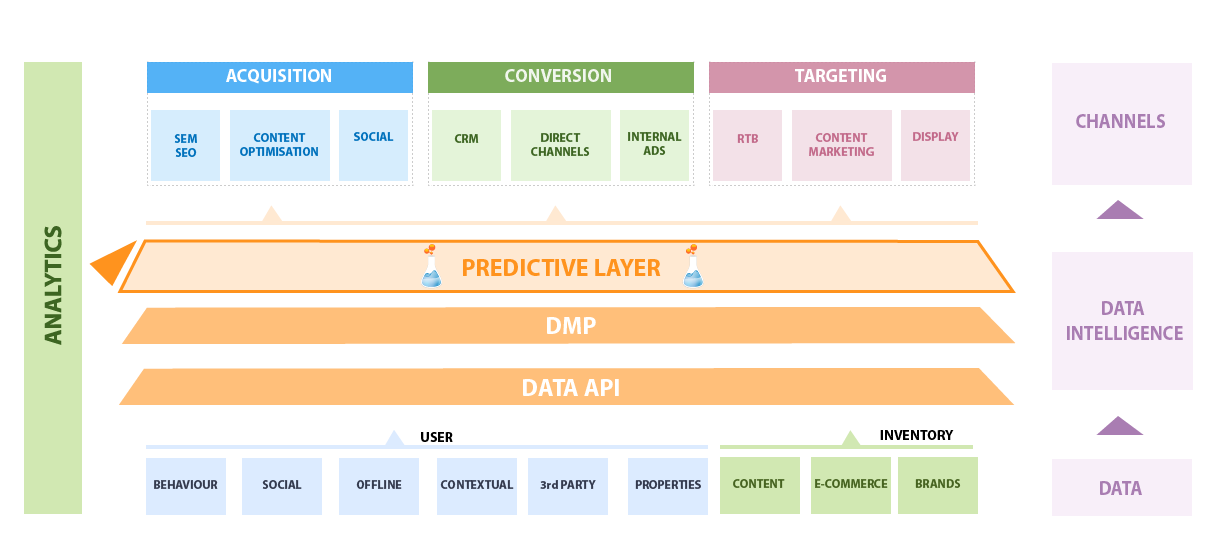 ACQUISITION
CONVERSION
TARGETING
SEM
SEO
CONTENT
OPTIMISATION
SOCIAL
CRM
DIRECT
CHANNELS
INTERNAL
ADS
RTB
CONTENT
MARKETING
DISPLAY
CHANNELS
ANALYTICS
PREDICTIVE LAYER
DMP
DATA API
DATA
INTELLIGENCE
USER
INVENTORY
BEHAVIOUR
SOCIAL
OFFLINE
CONTEXTUAL
3rd PARTY
PROPERTIES
CONTENT
E-COMMERCE
BRANDS
DATA